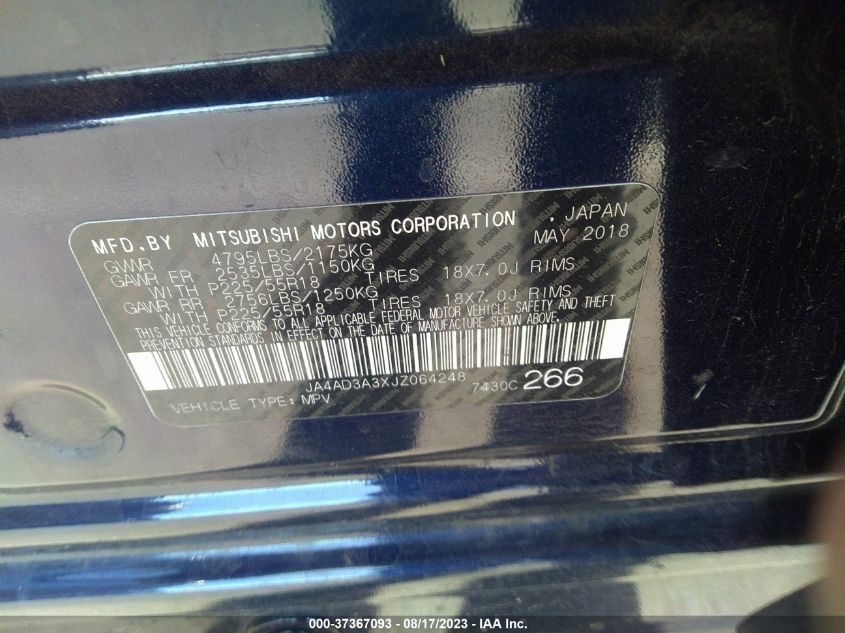 MFD.BY MITSUBISHI MOTORS CORPORATION . JAPAN
GVWR 4795LBS/2175KG MAY 2018
GAWR FR 2535LBS/1150KG
WITH P225/55R18 TIRES 18X7.0J RIMS
GAWR RR 2756LBS/1250KG
WITH P225/55R18 TIRES 18X7.0J RIMS
THIS VEHICLE CONFORMS TO ALL APPLICABLE FEDERAL MOTOR VEHICLE SAFETY AND THEFT
PREVENTION STANDARDS IN EFFECT ON THE DATE OF MANUFACTURE SHOWN ABOVE.
JA4AD3A3XJZ064248 7430C 266
VEHICLE TYPE: MPV
000-37367093 - 08/17/2023 - IAA Inc.